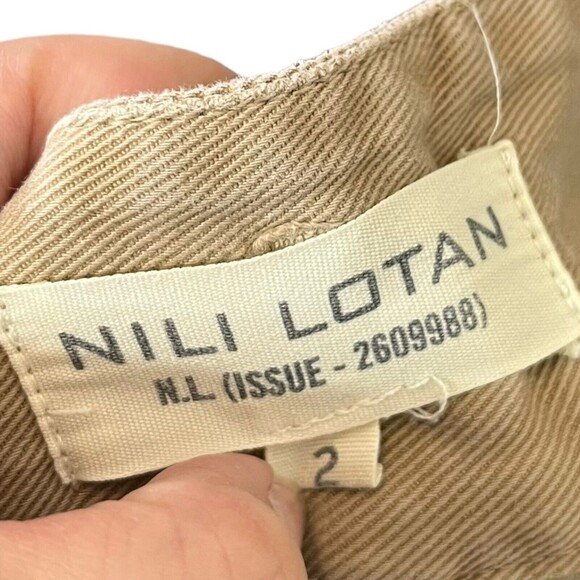 NILI LOTAN
N.L. (ISSUE - 2609988)
2